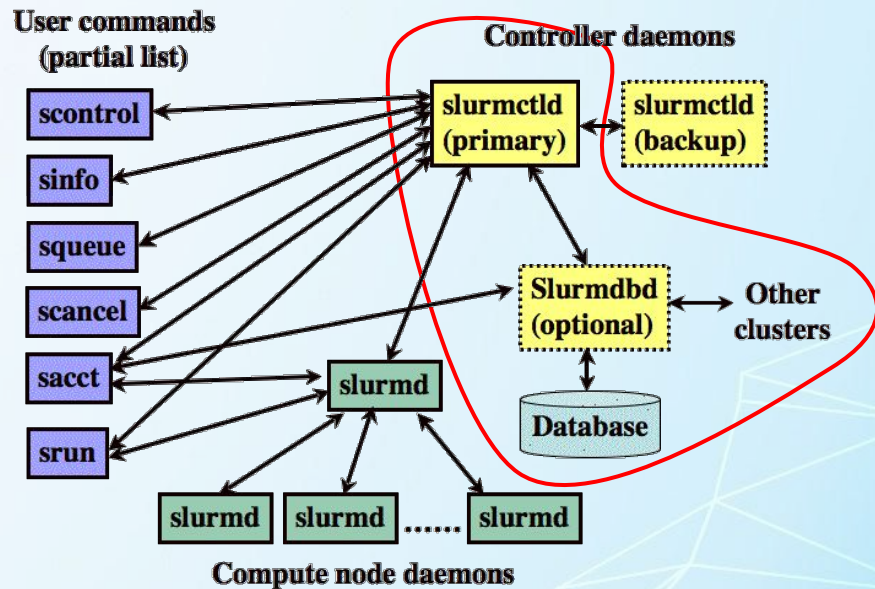 User commands
(partial list)
Controller daemons
scontrol
slurmctld
(primary)
slurmctld
(backup)
sinfo
squeue
scancel
Slurmdbd
(optional)
Other
clusters
sacct
slurmd
Database
srun
slurmd
slurmd
......
slurmd
Compute node daemons